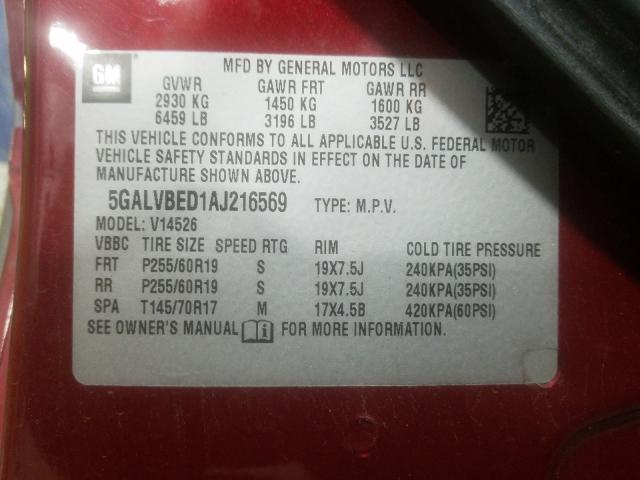 GM
MFD BY GENERAL MOTORS LLC
GVWR GAWR FRT GAWR RR
2930 KG 1450 KG 1600 KG
6459 LB 3196 LB 3527 LB
THIS VEHICLE CONFORMS TO ALL APPLICABLE U.S. FEDERAL MOTOR
VEHICLE SAFETY STANDARDS IN EFFECT ON THE DATE OF
MANUFACTURE SHOWN ABOVE.
5GALVBED1AJ216569 TYPE: M.P.V.
MODEL: V14526
VBBC TIRE SIZE SPEED RTG RIM COLD TIRE PRESSURE
FRT P255/60R19 S 19X7.5J 240KPA(35PSI)
RR P255/60R19 S 19X7.5J 240KPA(35PSI)
SPA T145/70R17 M 17X4.5B 420KPA(60PSI)
SEE OWNER'S MANUAL FOR MORE INFORMATION.